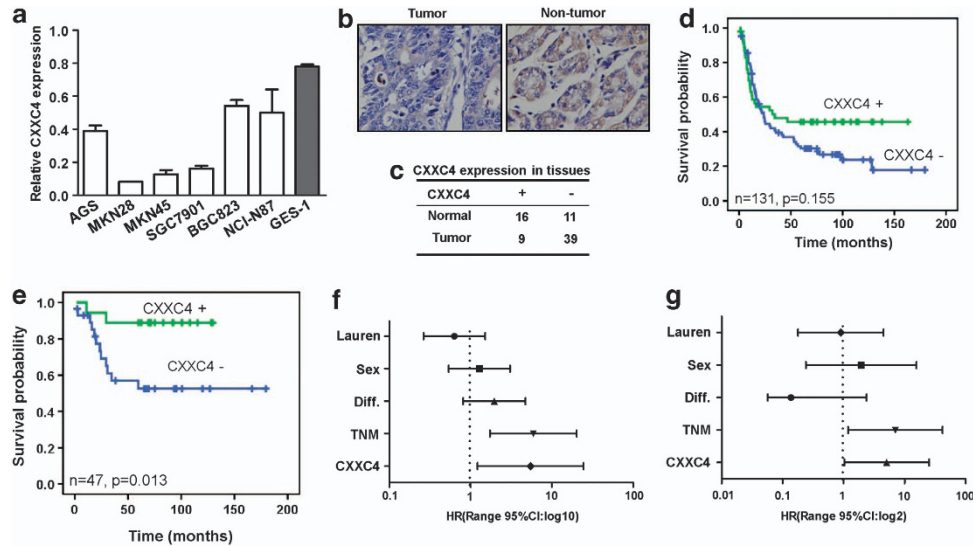 a
Relative CXXC4 expression
1.0
0.8
0.6
0.4
0.2
0.0
AGS
MKN28
MKN45
SGC7901
BGC823
NCI-N87
GES-1
b
Tumor
Non-tumor
c
CXXC4 expression in tissues
CXXC4 + -
Normal 16 11
Tumor 9 39
d
Survival probability
1.0
0.8
0.6
0.4
0.2
0.0
CXXC4 +
CXXC4 -
n=131, p=0.155
0 50 100 150 200
Time (months)
e
Survival probability
1.0
0.8
0.6
0.4
0.2
0.0
CXXC4 +
CXXC4 -
n=47, p=0.013
0 50 100 150 200
Time (months)
f
Lauren
Sex
Diff.
TNM
CXXC4
0.1 1 10 100
HR(Range 95%CI:log10)
g
Lauren
Sex
Diff.
TNM
CXXC4
0.01 0.1 1 10 100
HR(Range 95%CI:log2)